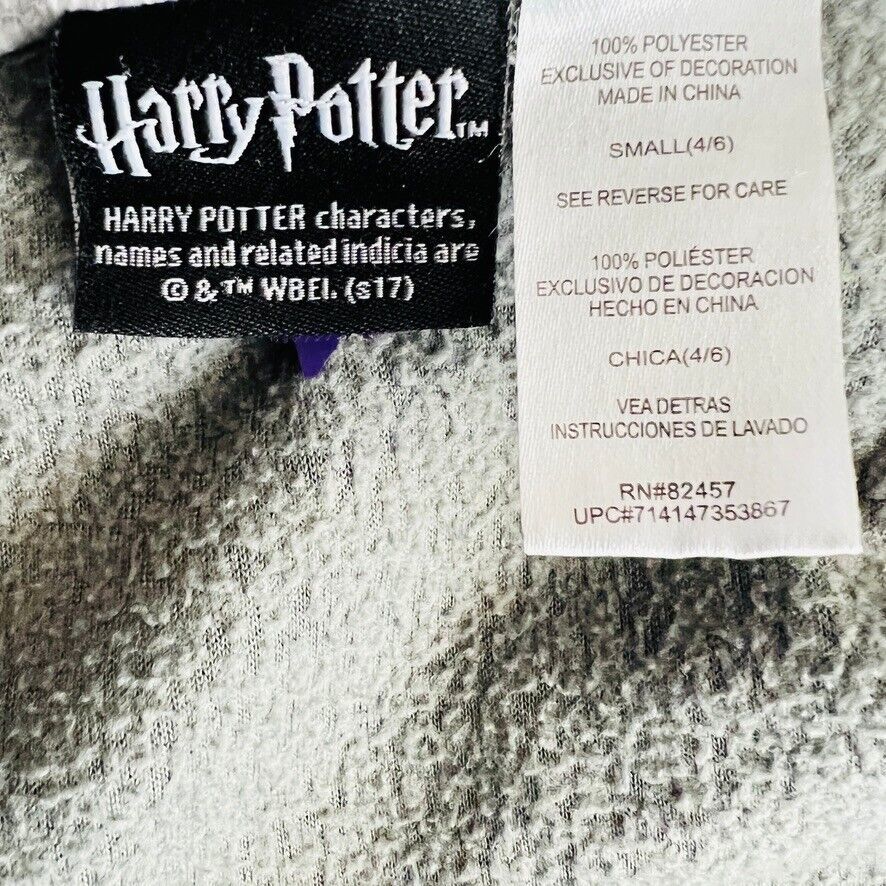 Harry Potter™
HARRY POTTER characters,
names and related indicia are
© & ™ WBEI. (s17)
100% POLYESTER
EXCLUSIVE OF DECORATION
MADE IN CHINA
SMALL(4/6)
SEE REVERSE FOR CARE
100% POLIÉSTER
EXCLUSIVO DE DECORACION
HECHO EN CHINA
CHICA(4/6)
VEA DETRAS
INSTRUCCIONES DE LAVADO
RN#82457
UPC#714147353867